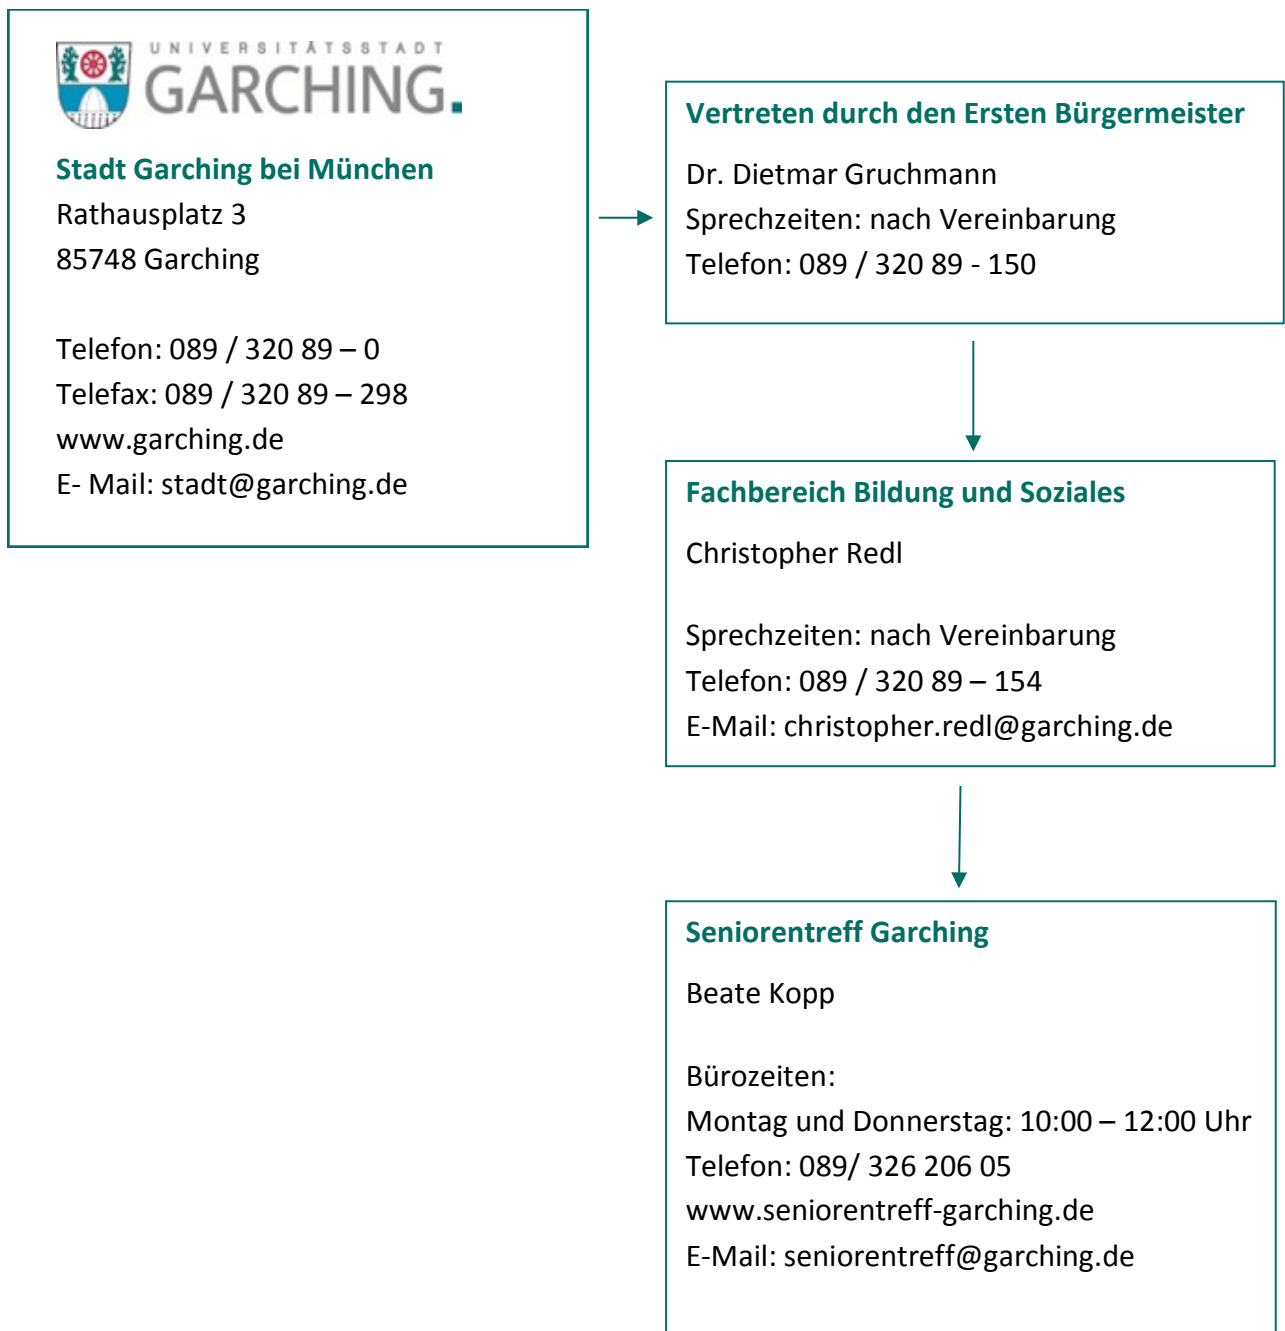 UNIVERSITÄTSSTADT
GARCHING.
Stadt Garching bei München
Rathausplatz 3
85748 Garching
Telefon: 089 / 320 89 – 0
Telefax: 089 / 320 89 – 298
www.garching.de
E- Mail: stadt@garching.de
Vertreten durch den Ersten Bürgermeister
Dr. Dietmar Gruchmann
Sprechzeiten: nach Vereinbarung
Telefon: 089 / 320 89 - 150
Fachbereich Bildung und Soziales
Christopher Redl
Sprechzeiten: nach Vereinbarung
Telefon: 089 / 320 89 – 154
E-Mail: christopher.redl@garching.de
Seniorentreff Garching
Beate Kopp
Bürozeiten:
Montag und Donnerstag: 10:00 – 12:00 Uhr
Telefon: 089/ 326 206 05
www.seniorentreff-garching.de
E-Mail: seniorentreff@garching.de